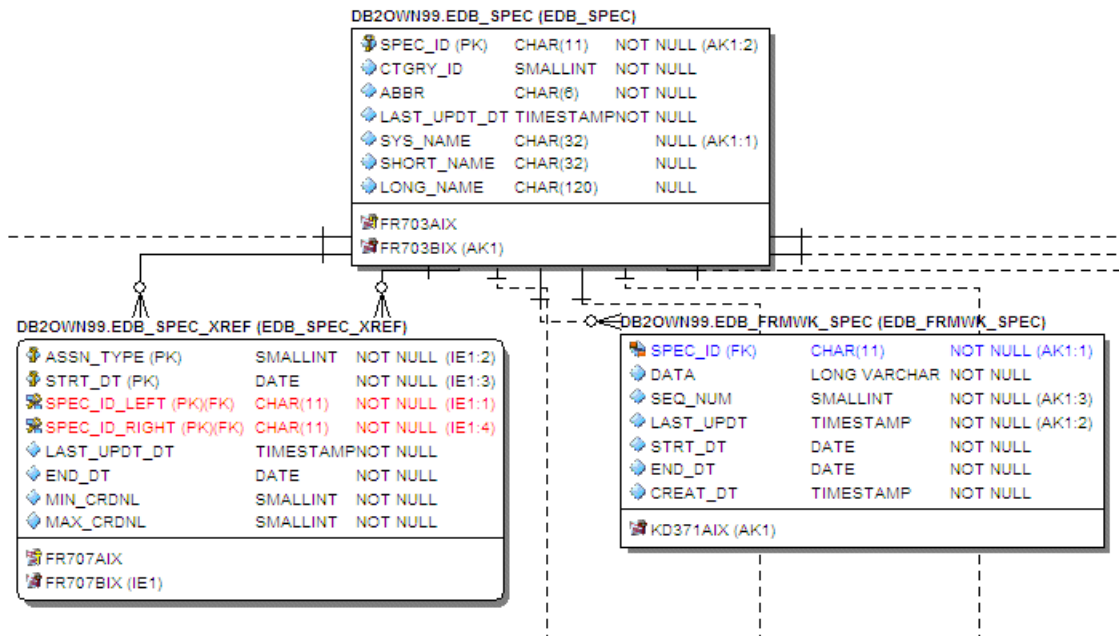 DB2OWN99.EDB_SPEC (EDB_SPEC)
SPEC_ID (PK) CHAR(11) NOT NULL (AK1:2)
CTGRY_ID SMALLINT NOT NULL
ABBR CHAR(6) NOT NULL
LAST_UPDT_DT TIMESTAMPNOT NULL
SYS_NAME CHAR(32) NULL (AK1:1)
SHORT_NAME CHAR(32) NULL
LONG_NAME CHAR(120) NULL
FR703AIX
FR703BIX (AK1)
DB2OWN99.EDB_SPEC_XREF (EDB_SPEC_XREF)
ASSN_TYPE (PK) SMALLINT NOT NULL (IE1:2)
STRT_DT (PK) DATE NOT NULL (IE1:3)
SPEC_ID_LEFT (PK)(FK) CHAR(11) NOT NULL (IE1:1)
SPEC_ID_RIGHT (PK)(FK) CHAR(11) NOT NULL (IE1:4)
LAST_UPDT_DT TIMESTAMPNOT NULL
END_DT DATE NOT NULL
MIN_CRDNL SMALLINT NOT NULL
MAX_CRDNL SMALLINT NOT NULL
FR707AIX
FR707BIX (IE1)
DB2OWN99.EDB_FRMWK_SPEC (EDB_FRMWK_SPEC)
SPEC_ID (FK) CHAR(11) NOT NULL (AK1:1)
DATA LONG VARCHAR NOT NULL
SEQ_NUM SMALLINT NOT NULL (AK1:3)
LAST_UPDT TIMESTAMP NOT NULL (AK1:2)
STRT_DT DATE NOT NULL
END_DT DATE NOT NULL
CREAT_DT TIMESTAMP NOT NULL
KD371AIX (AK1)